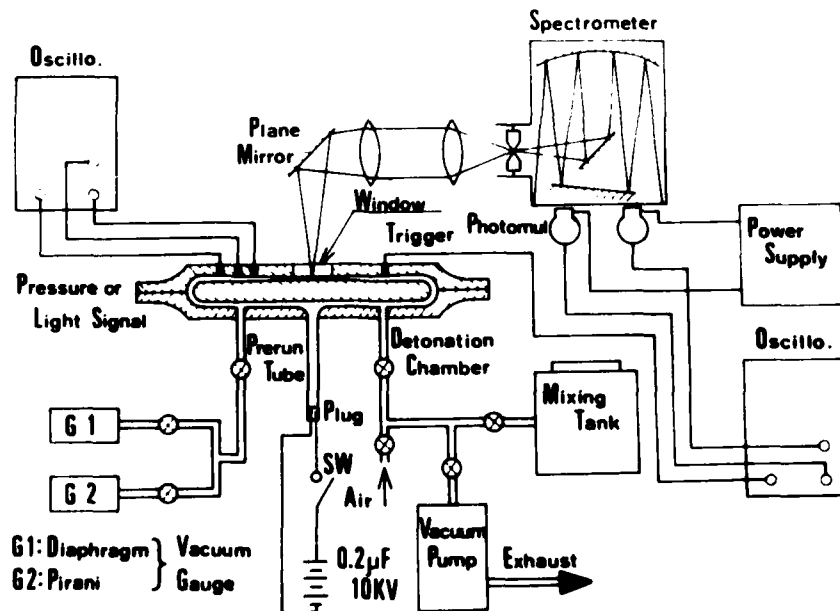 Spectrometer
Oscillo.
Plane
Mirror
Window
Trigger
Photomul
Power
Supply
Pressure or
Light Signal
Prerun
Tube
Detonation
Chamber
Oscillo.
Mixing
Tank
Plug
G 1
SW
G 2
Air
Vacuum
Pump
G1: Diaphragm } Vacuum
G2: Pirani Gauge
0.2μF
10KV
Exhaust